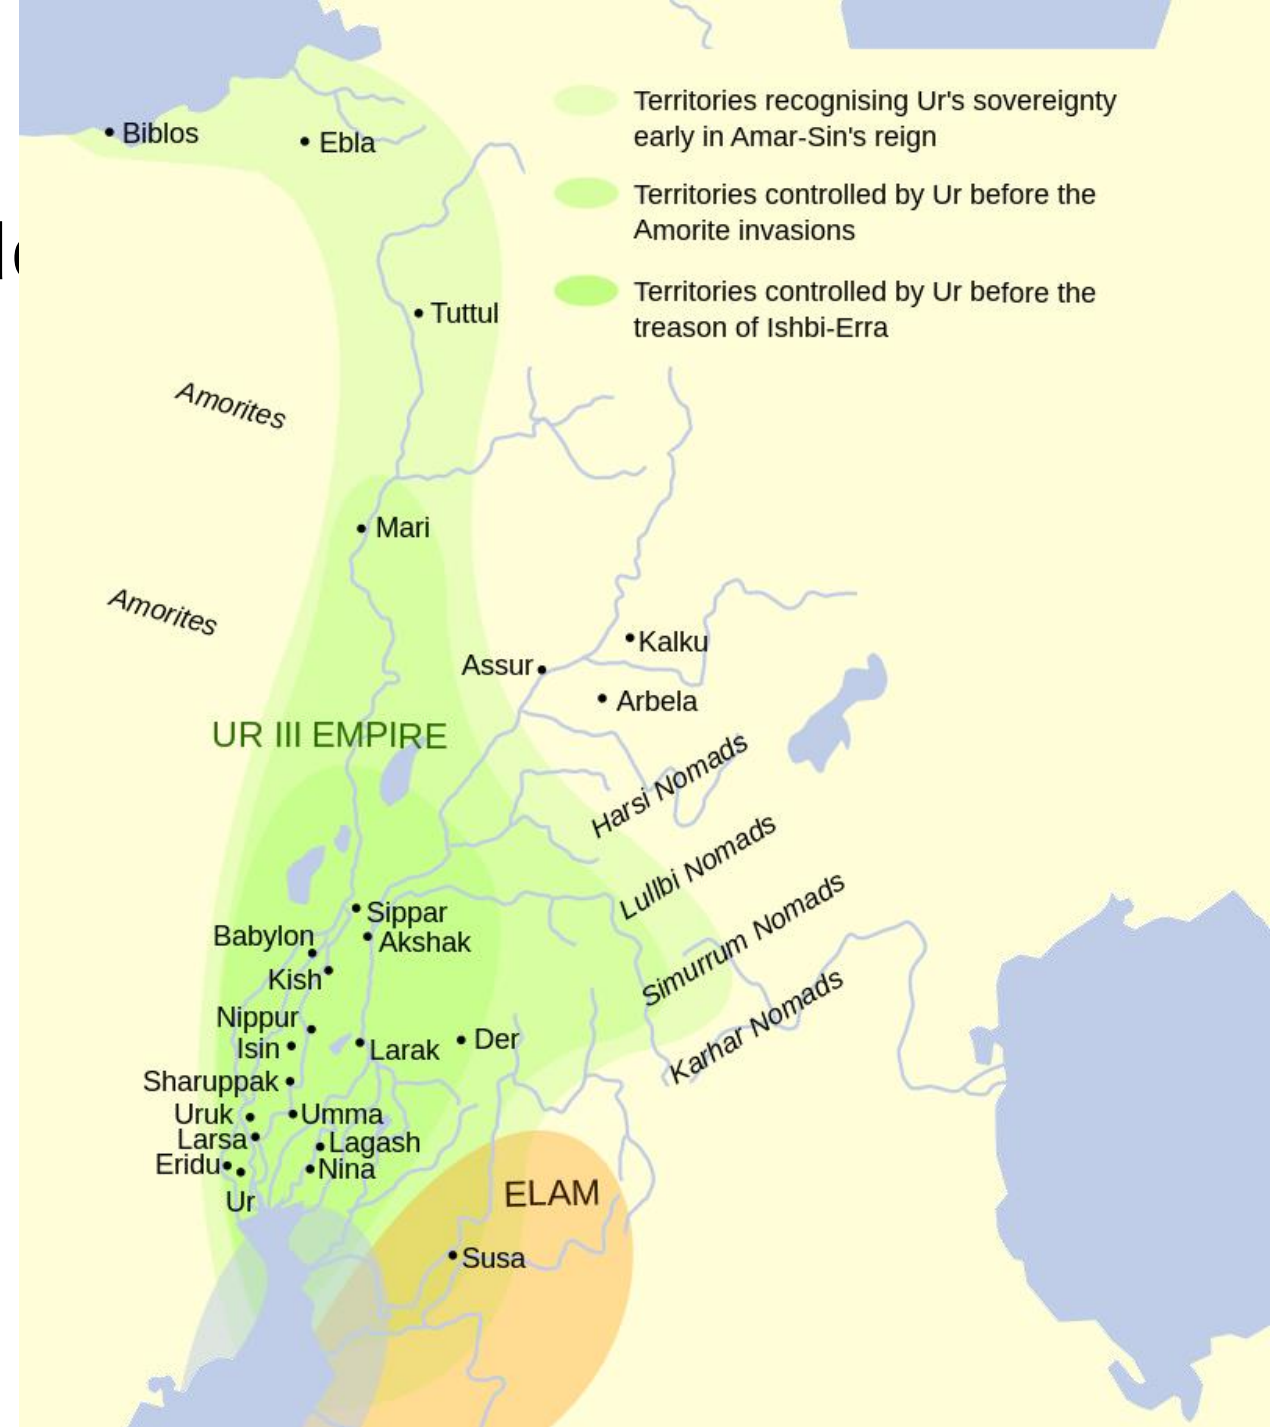 Territories recognising Ur's sovereignty
early in Amar-Sin's reign
Territories controlled by Ur before the
Amorite invasions
Territories controlled by Ur before the
treason of Ishbi-Erra
Biblos
Ebla
Tuttul
Amorites
Mari
Amorites
Kalku
Assur
Arbela
UR III EMPIRE
Harsi Nomads
Lullbi Nomads
Simurrum Nomads
Karhar Nomads
Sippar
Babylon
Akshak
Kish
Nippur
Isin
Larak
Der
Sharuppak
Uruk
Umma
Larsa
Lagash
Eridu
Nina
Ur
ELAM
Susa